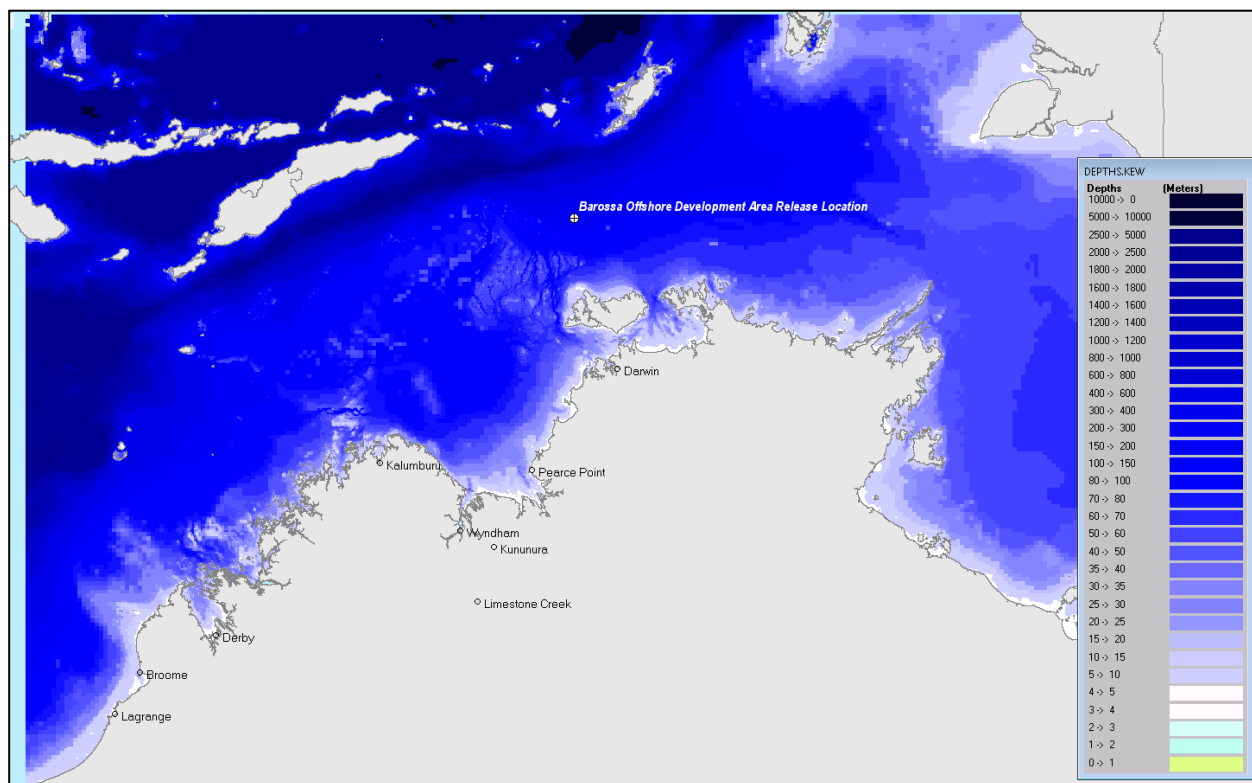 Barossa Offshore Development Area Release Location
Darwin
Kalumburu
Pearce Point
Wyndham
Kununura
Limestone Creek
Derby
Broome
Lagrange
DEPTHS.KEW
Depths (Meters)
10000 -> 0
5000 -> 10000
2500 -> 5000
2000 -> 2500
1800 -> 2000
1600 -> 1800
1400 -> 1600
1200 -> 1400
1000 -> 1200
800 -> 1000
600 -> 800
400 -> 600
300 -> 400
200 -> 300
150 -> 200
100 -> 150
80 -> 100
70 -> 80
60 -> 70
50 -> 60
40 -> 50
35 -> 40
30 -> 35
25 -> 30
20 -> 25
15 -> 20
10 -> 15
5 -> 10
4 -> 5
3 -> 4
2 -> 3
1 -> 2
0 -> 1